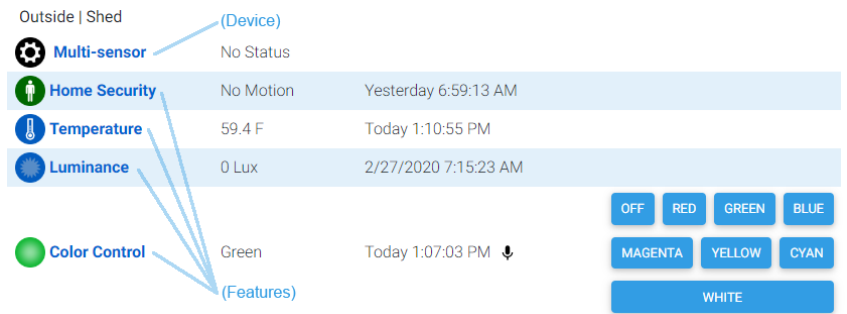 Outside | Shed
(Device)
Multi-sensor No Status
Home Security No Motion Yesterday 6:59:13 AM
Temperature 59.4 F Today 1:10:55 PM
Luminance 0 Lux 2/27/2020 7:15:23 AM
OFF RED GREEN BLUE
Color Control Green Today 1:07:03 PM MAGENTA YELLOW CYAN
(Features)
WHITE